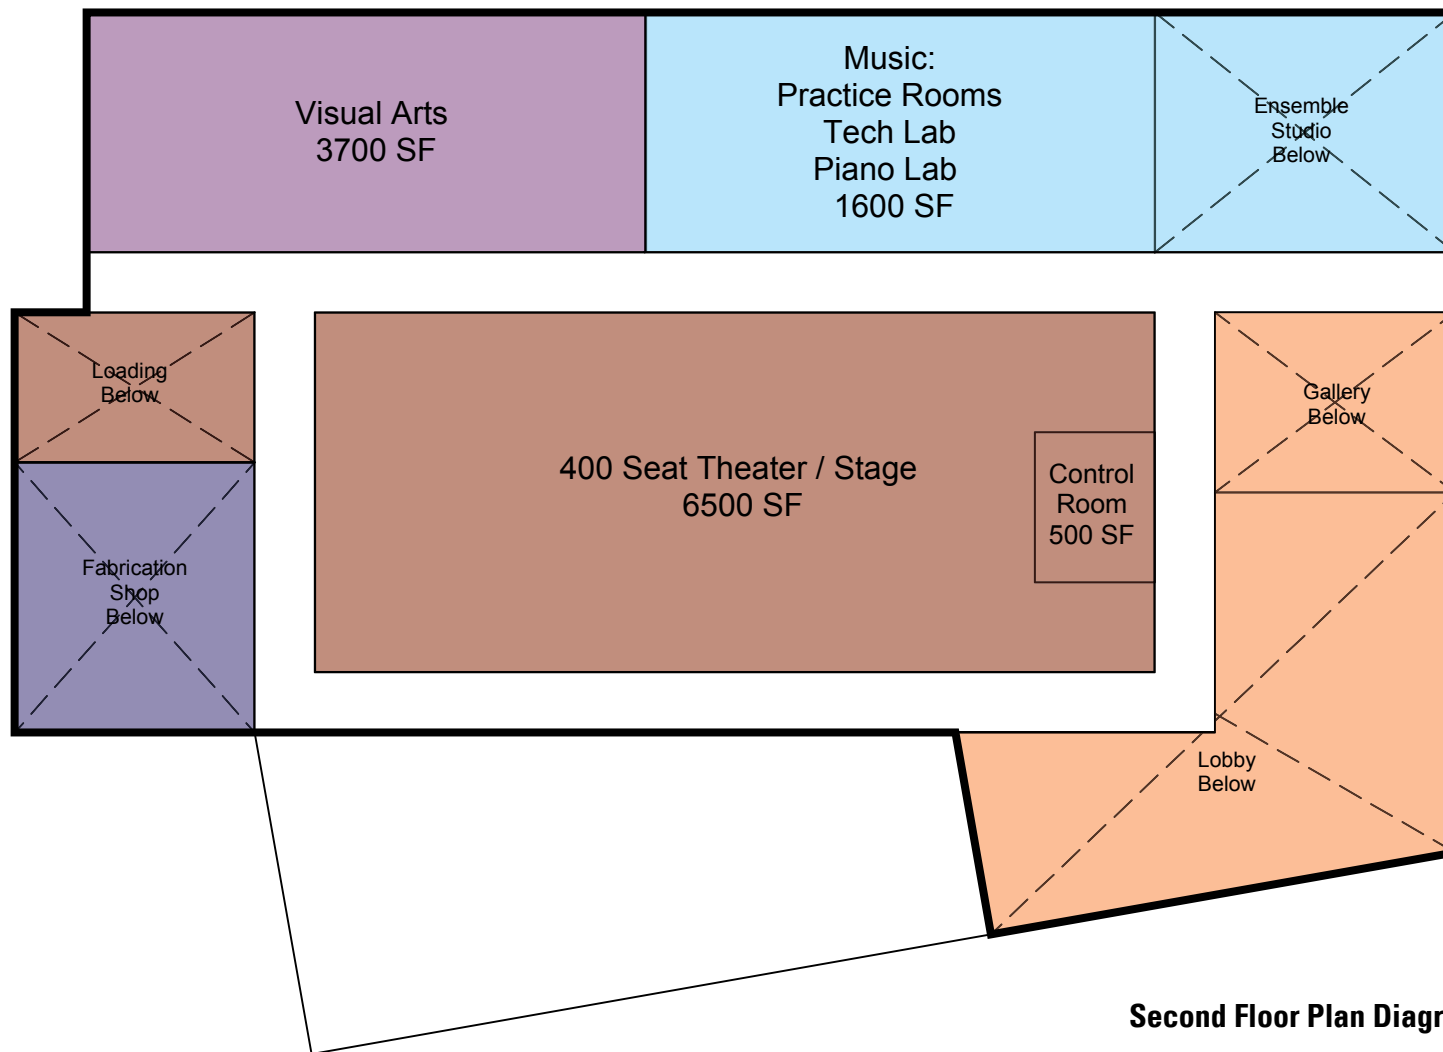 Visual Arts
3700 SF
Music:
Practice Rooms
Tech Lab
Piano Lab
1600 SF
Ensemble
Studio
Below
Loading
Below
Gallery
Below
400 Seat Theater / Stage
6500 SF
Control
Room
500 SF
Fabrication
Shop
Below
Lobby
Below
Second Floor Plan Diagr